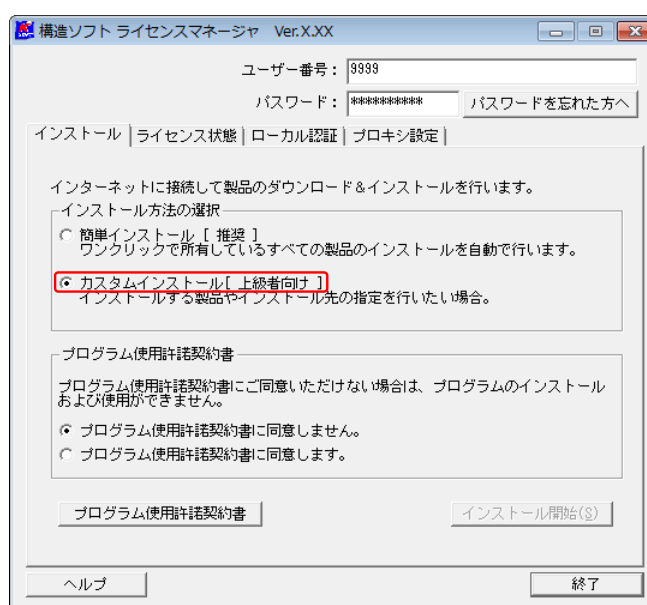 構造ソフト ライセンスマネージャ Ver.X.XX
ユーザー番号： 9999
パスワード： ********** パスワードを忘れた方へ
インストール ライセンス状態 ローカル認証 プロキシ設定
インターネットに接続して製品のダウンロード＆インストールを行います。
インストール方法の選択
簡単インストール [ 推奨 ]
ワンクリックで所有しているすべての製品のインストールを自動で行います。
カスタムインストール[ 上級者向け ]
インストールする製品やインストール先の指定を行いたい場合。
プログラム使用許諾契約書
プログラム使用許諾契約書にご同意いただけない場合は、プログラムのインストール
および使用ができません。
プログラム使用許諾契約書に同意しません。
プログラム使用許諾契約書に同意します。
プログラム使用許諾契約書 インストール開始(S)
ヘルプ 終了